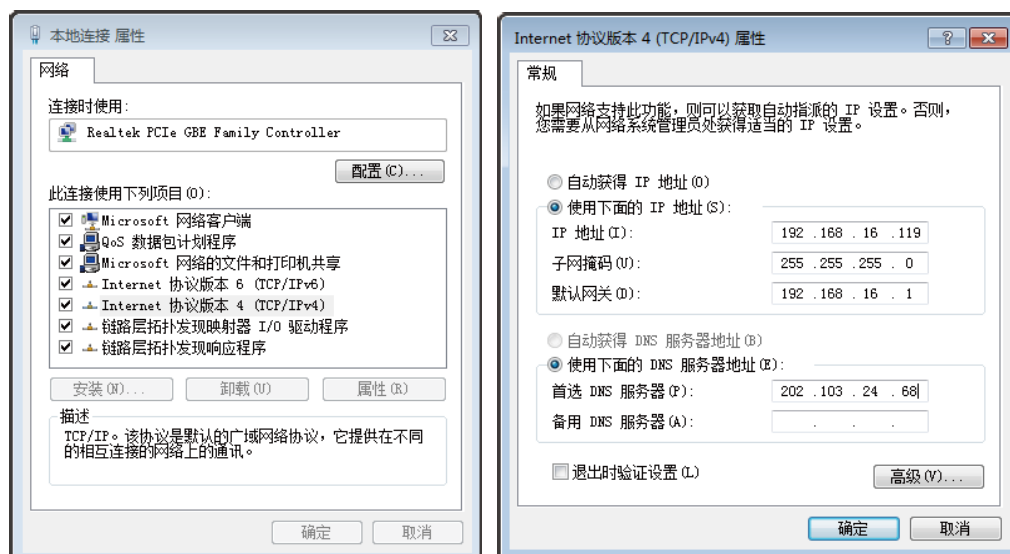 本地连接 属性
网络
连接时使用:
Realtek PCIe GBE Family Controller
配置(C)...
此连接使用下列项目(O):
Microsoft 网络客户端
QoS 数据包计划程序
Microsoft 网络的文件和打印机共享
Internet 协议版本 6 (TCP/IPv6)
Internet 协议版本 4 (TCP/IPv4)
链路层拓扑发现映射器 I/O 驱动程序
链路层拓扑发现响应程序
安装(N)... 卸载(U) 属性(R)
描述
TCP/IP。该协议是默认的广域网络协议，它提供在不同
的相互连接的网络上的通讯。
确定 取消
Internet 协议版本 4 (TCP/IPv4) 属性
常规
如果网络支持此功能，则可以获取自动指派的 IP 设置。否则，
您需要从网络系统管理员处获得适当的 IP 设置。
自动获得 IP 地址(O)
使用下面的 IP 地址(S):
IP 地址(I): 192 .168 . 16 .119
子网掩码(U): 255 .255 .255 . 0
默认网关(D): 192 .168 . 16 . 1
自动获得 DNS 服务器地址(B)
使用下面的 DNS 服务器地址(E):
首选 DNS 服务器(P): 202 .103 . 24 . 68
备用 DNS 服务器(A): . . .
退出时验证设置(L)
高级(V)...
确定 取消